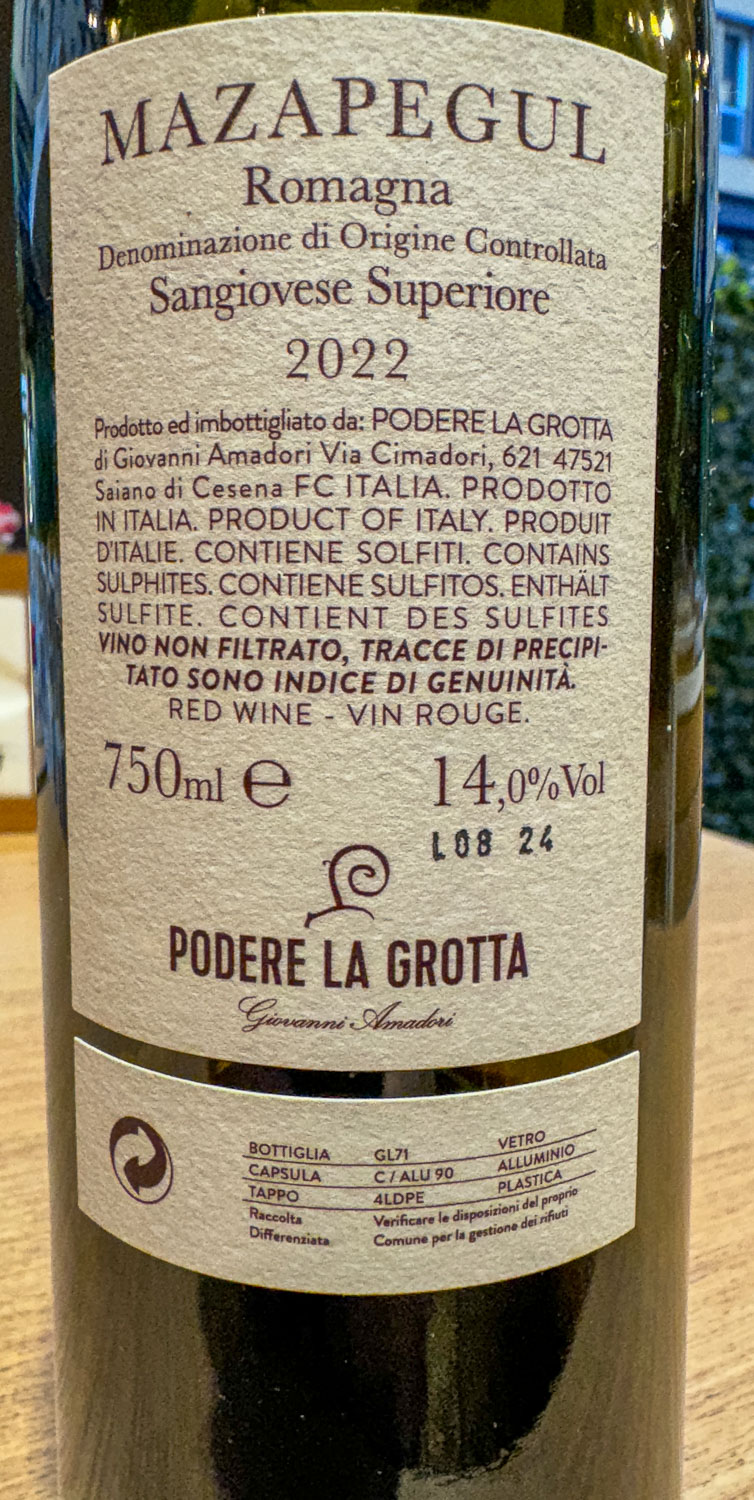 MAZAPEGUL
Romagna
Denominazione di Origine Controllata
Sangiovese Superiore
2022
Prodotto ed imbottigliato da: PODERE LA GROTTA
di Giovanni Amadori Via Cimadori, 621 47521
Saiano di Cesena FC ITALIA. PRODOTTO
IN ITALIA. PRODUCT OF ITALY. PRODUIT
D'ITALIE. CONTIENE SOLFITI. CONTAINS
SULPHITES. CONTIENE SULFITOS. ENTHÄLT
SULFITE. CONTIENT DES SULFITES
VINO NON FILTRATO, TRACCE DI PRECIPI-
TATO SONO INDICE DI GENUINITÀ.
RED WINE - VIN ROUGE.
750ml e 14,0%Vol
L08 24
PODERE LA GROTTA
Giovanni Amadori
BOTTIGLIA GL71 VETRO
CAPSULA C / ALU 90 ALLUMINIO
TAPPO 4LDPE PLASTICA
Raccolta Verificare le disposizioni del proprio
Differenziata Comune per la gestione dei rifiuti